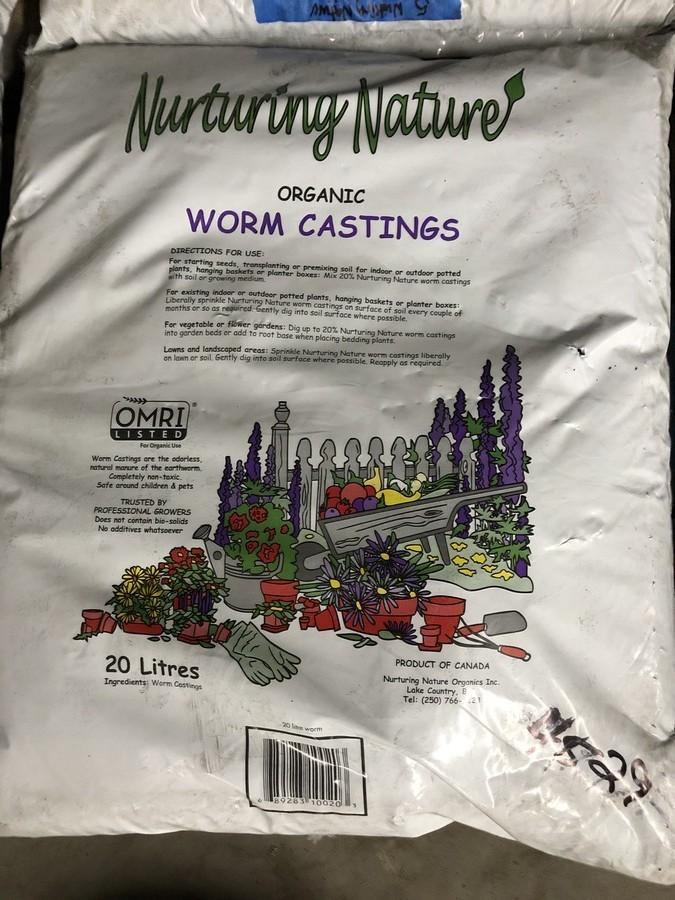 Nurturing Nature
ORGANIC
WORM CASTINGS
DIRECTIONS FOR USE:
For starting seeds, transplanting or premixing soil for indoor or outdoor potted
plants, hanging baskets or planter boxes: Mix 20% Nurturing Nature worm castings
with soil or growing medium.
For existing indoor or outdoor potted plants, hanging baskets or planter boxes:
Liberally sprinkle Nurturing Nature worm castings on surface of soil every couple of
months or so as required. Gently dig into soil surface where possible.
For vegetable or flower gardens: Dig up to 20% Nurturing Nature worm castings
into garden beds or add to root base when placing bedding plants.
Lawns and landscaped areas: Sprinkle Nurturing Nature worm castings liberally
on lawn or soil. Gently dig into soil surface where possible. Reapply as required.
OMRI®
LISTED
For Organic Use
Worm Castings are the odorless,
natural manure of the earthworm.
Completely non-toxic.
Safe around children & pets
TRUSTED BY
PROFESSIONAL GROWERS
Does not contain bio-solids
No additives whatsoever
20 Litres
Ingredients: Worm Castings
PRODUCT OF CANADA
Nurturing Nature Organics Inc.
Lake Country,
Tel: (250)
20 litre worm
6 89283 10020 3